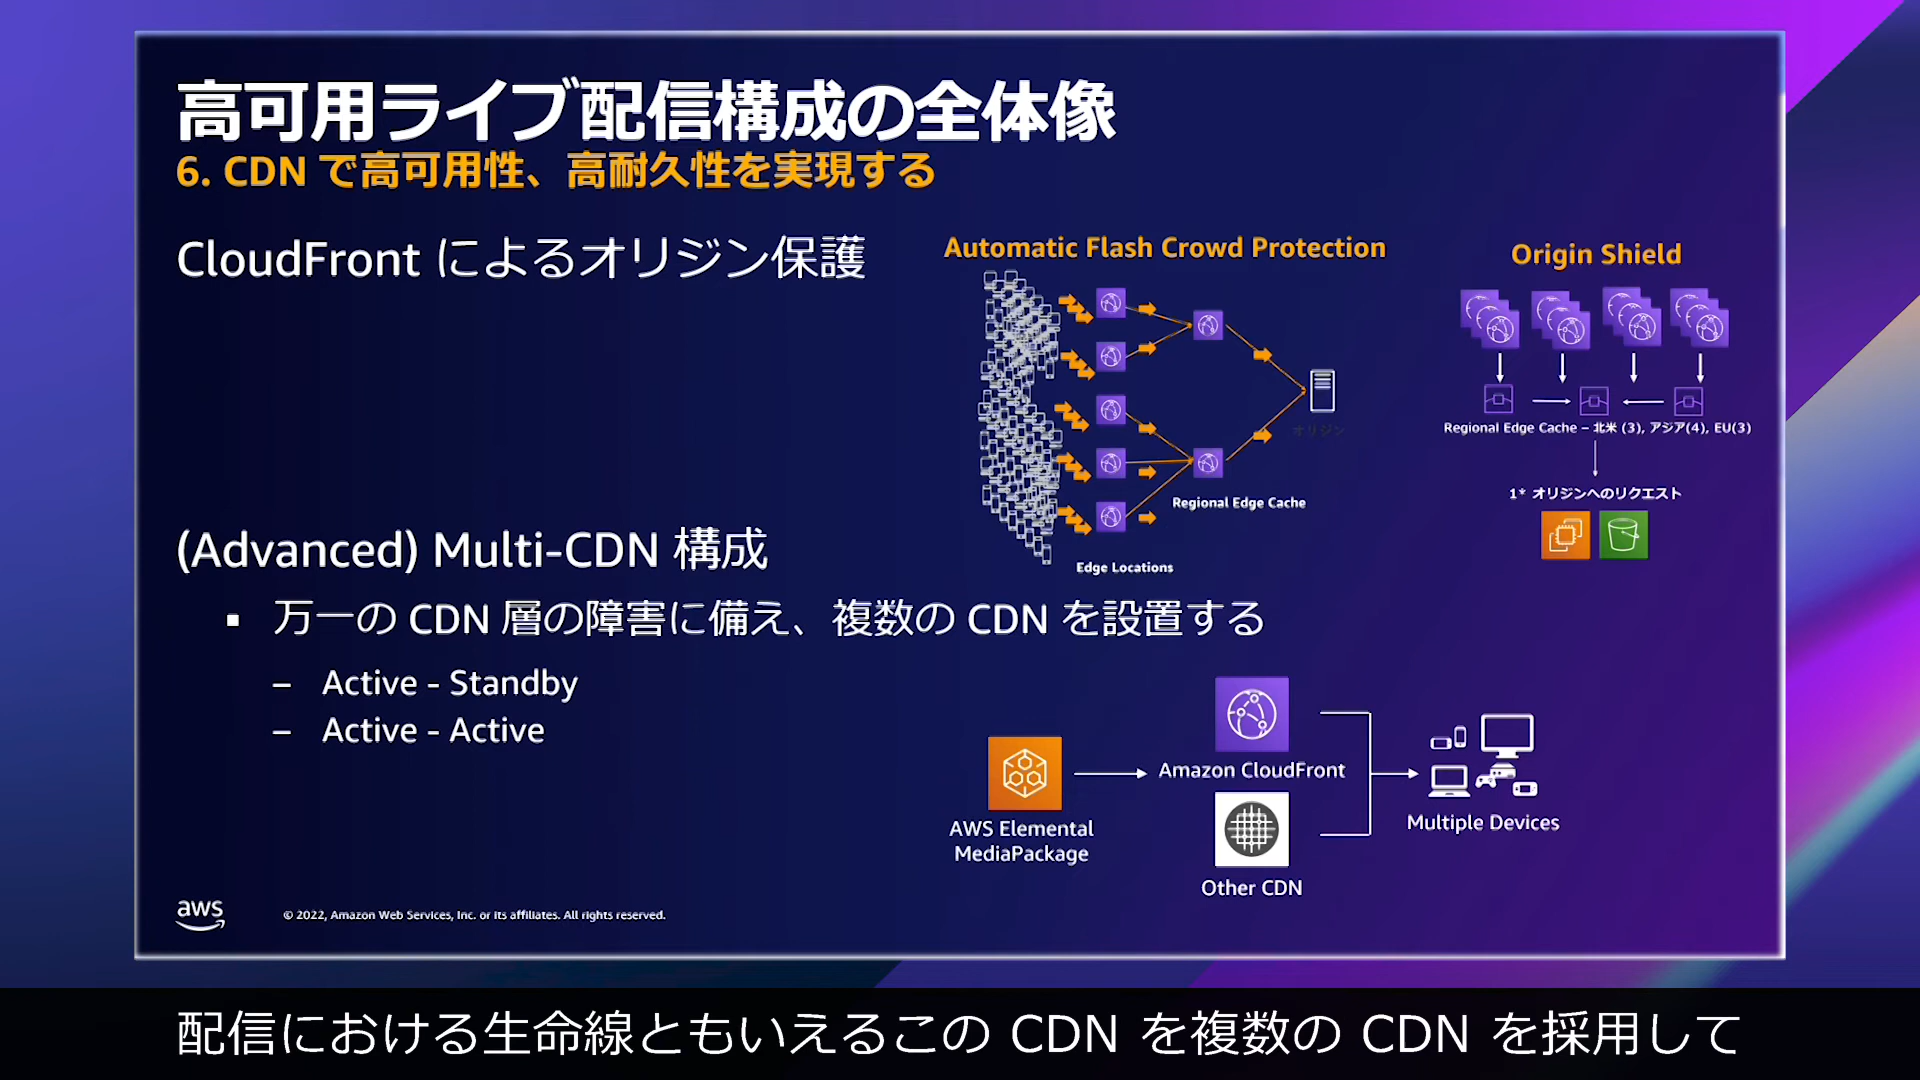 高可用ライブ配信構成の全体像
6. CDN で高可用性、高耐久性を実現する
CloudFront によるオリジン保護
Automatic Flash Crowd Protection
オリジン
Regional Edge Cache
Edge Locations
Origin Shield
Regional Edge Cache – 北米 (3), アジア(4), EU(3)
1* オリジンへのリクエスト
(Advanced) Multi-CDN 構成
▪ 万一の CDN 層の障害に備え、複数の CDN を設置する
– Active - Standby
– Active - Active
AWS Elemental
MediaPackage
Amazon CloudFront
Other CDN
Multiple Devices
aws
© 2022, Amazon Web Services, Inc. or its affiliates. All rights reserved.
配信における生命線ともいえるこの CDN を複数の CDN を採用して